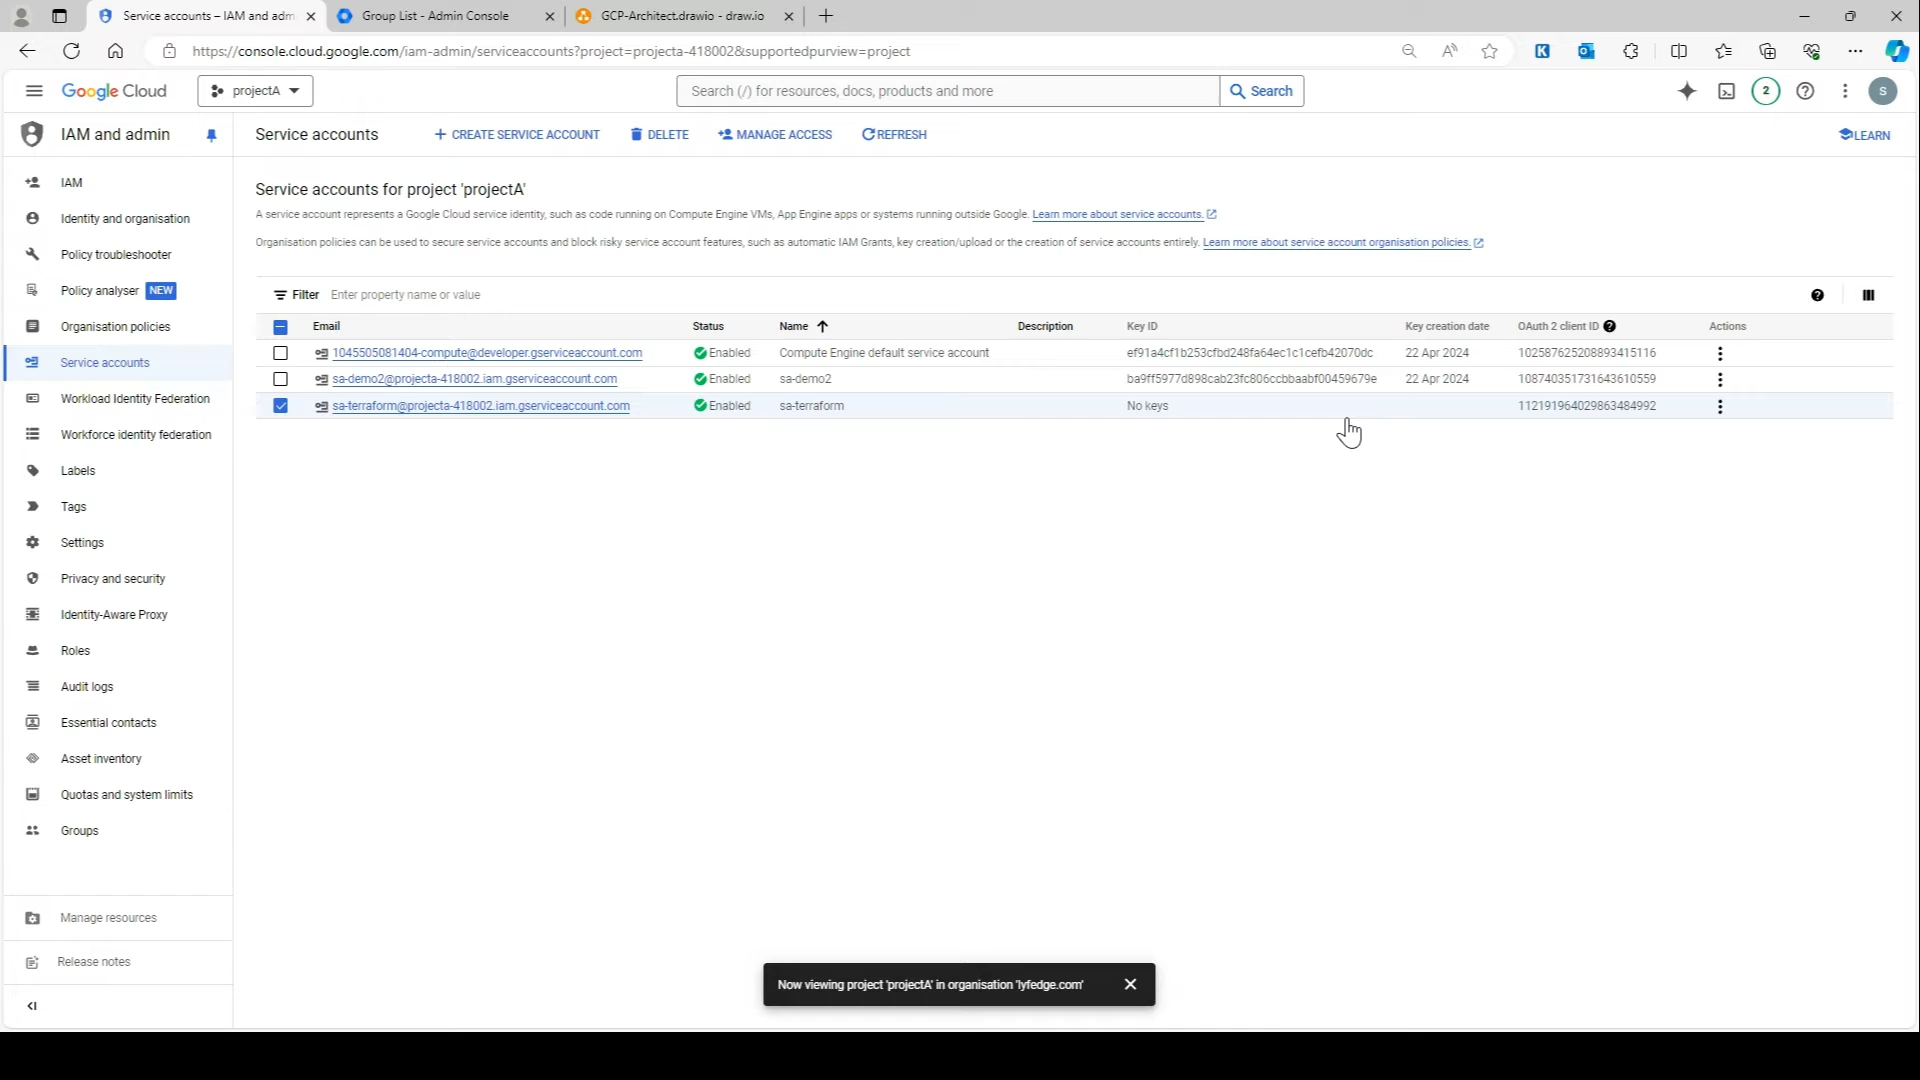 Service accounts – IAM and adm
Group List - Admin Console
GCP-Architect.drawio - draw.io
https://console.cloud.google.com/iam-admin/serviceaccounts?project=projecta-418002&supportedpurview=project
Google Cloud
projectA
Search (/) for resources, docs, products and more
Search
2
S
IAM and admin
Service accounts
CREATE SERVICE ACCOUNT
DELETE
MANAGE ACCESS
REFRESH
LEARN
IAM
Identity and organisation
Policy troubleshooter
Policy analyser NEW
Organisation policies
Service accounts
Workload Identity Federation
Workforce identity federation
Labels
Tags
Settings
Privacy and security
Identity-Aware Proxy
Roles
Audit logs
Essential contacts
Asset inventory
Quotas and system limits
Groups
Manage resources
Release notes
Service accounts for project 'projectA'
A service account represents a Google Cloud service identity, such as code running on Compute Engine VMs, App Engine apps or systems running outside Google. Learn more about service accounts.
Organisation policies can be used to secure service accounts and block risky service account features, such as automatic IAM Grants, key creation/upload or the creation of service accounts entirely. Learn more about service account organisation policies.
Filter Enter property name or value
Email Status Name Description Key ID Key creation date OAuth 2 client ID Actions
1045505081404-compute@developer.gserviceaccount.com Enabled Compute Engine default service account ef91a4cf1b253cfbd248fa64ec1c1cefb42070dc 22 Apr 2024 102587625208893415116
sa-demo2@projecta-418002.iam.gserviceaccount.com Enabled sa-demo2 ba9ff5977d898cab23fc806ccbbaabf00459679e 22 Apr 2024 108740351731643610559
sa-terraform@projecta-418002.iam.gserviceaccount.com Enabled sa-terraform No keys 112191964029863484992
Now viewing project 'projectA' in organisation 'lyfedge.com'